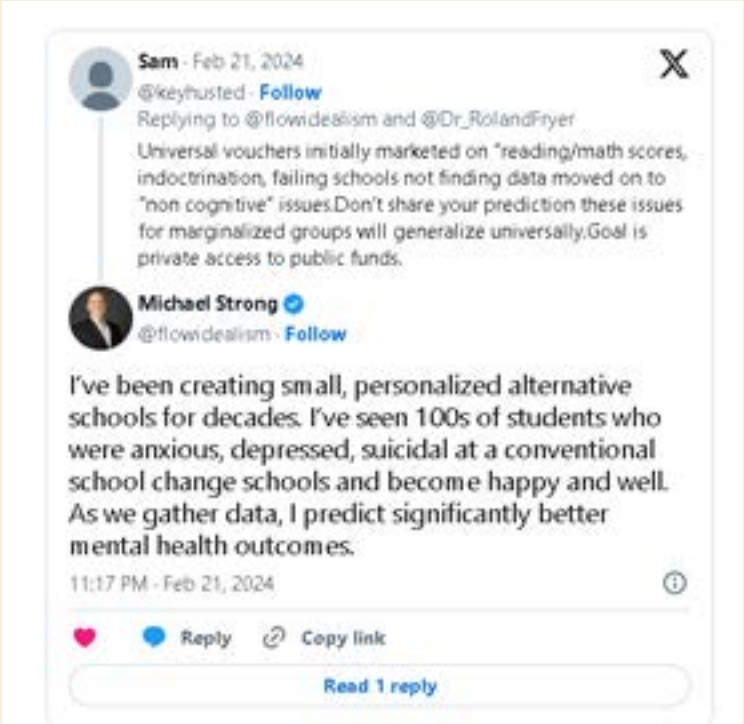 Sam · Feb 21, 2024
@keyhusted · Follow
Replying to @flowidealism and @Dr_RolandFryer
Universal vouchers initially marketed on "reading/math scores,
indoctrination, failing schools not finding data moved on to
"non cognitive" issues.Don't share your prediction these issues
for marginalized groups will generalize universally.Goal is
private access to public funds.
Michael Strong
@flowidealism · Follow
I've been creating small, personalized alternative
schools for decades. I've seen 100s of students who
were anxious, depressed, suicidal at a conventional
school change schools and become happy and well.
As we gather data, I predict significantly better
mental health outcomes.
11:17 PM · Feb 21, 2024
Reply Copy link
Read 1 reply